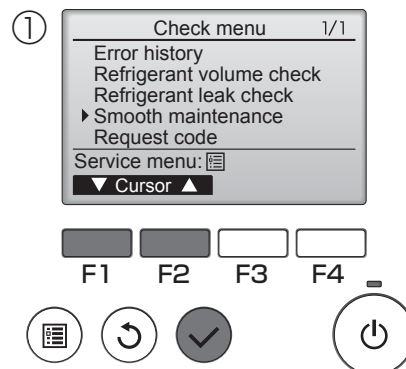 ①
Check menu 1/1
Error history
Refrigerant volume check
Refrigerant leak check
Smooth maintenance
Request code
Service menu:
▼ Cursor ▲
F1 F2 F3 F4